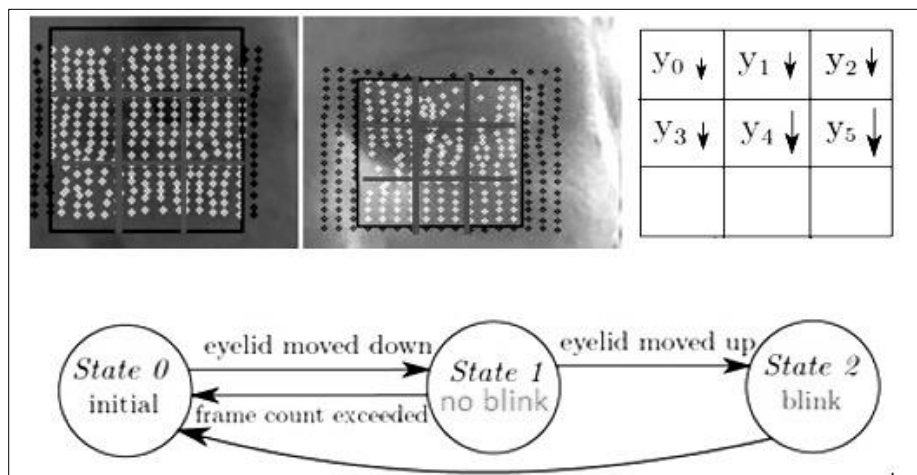 y0 y1 y2
y3 y4 y5
eyelid moved down
eyelid moved up
State 0
initial
State 1
no blink
State 2
blink
frame count exceeded